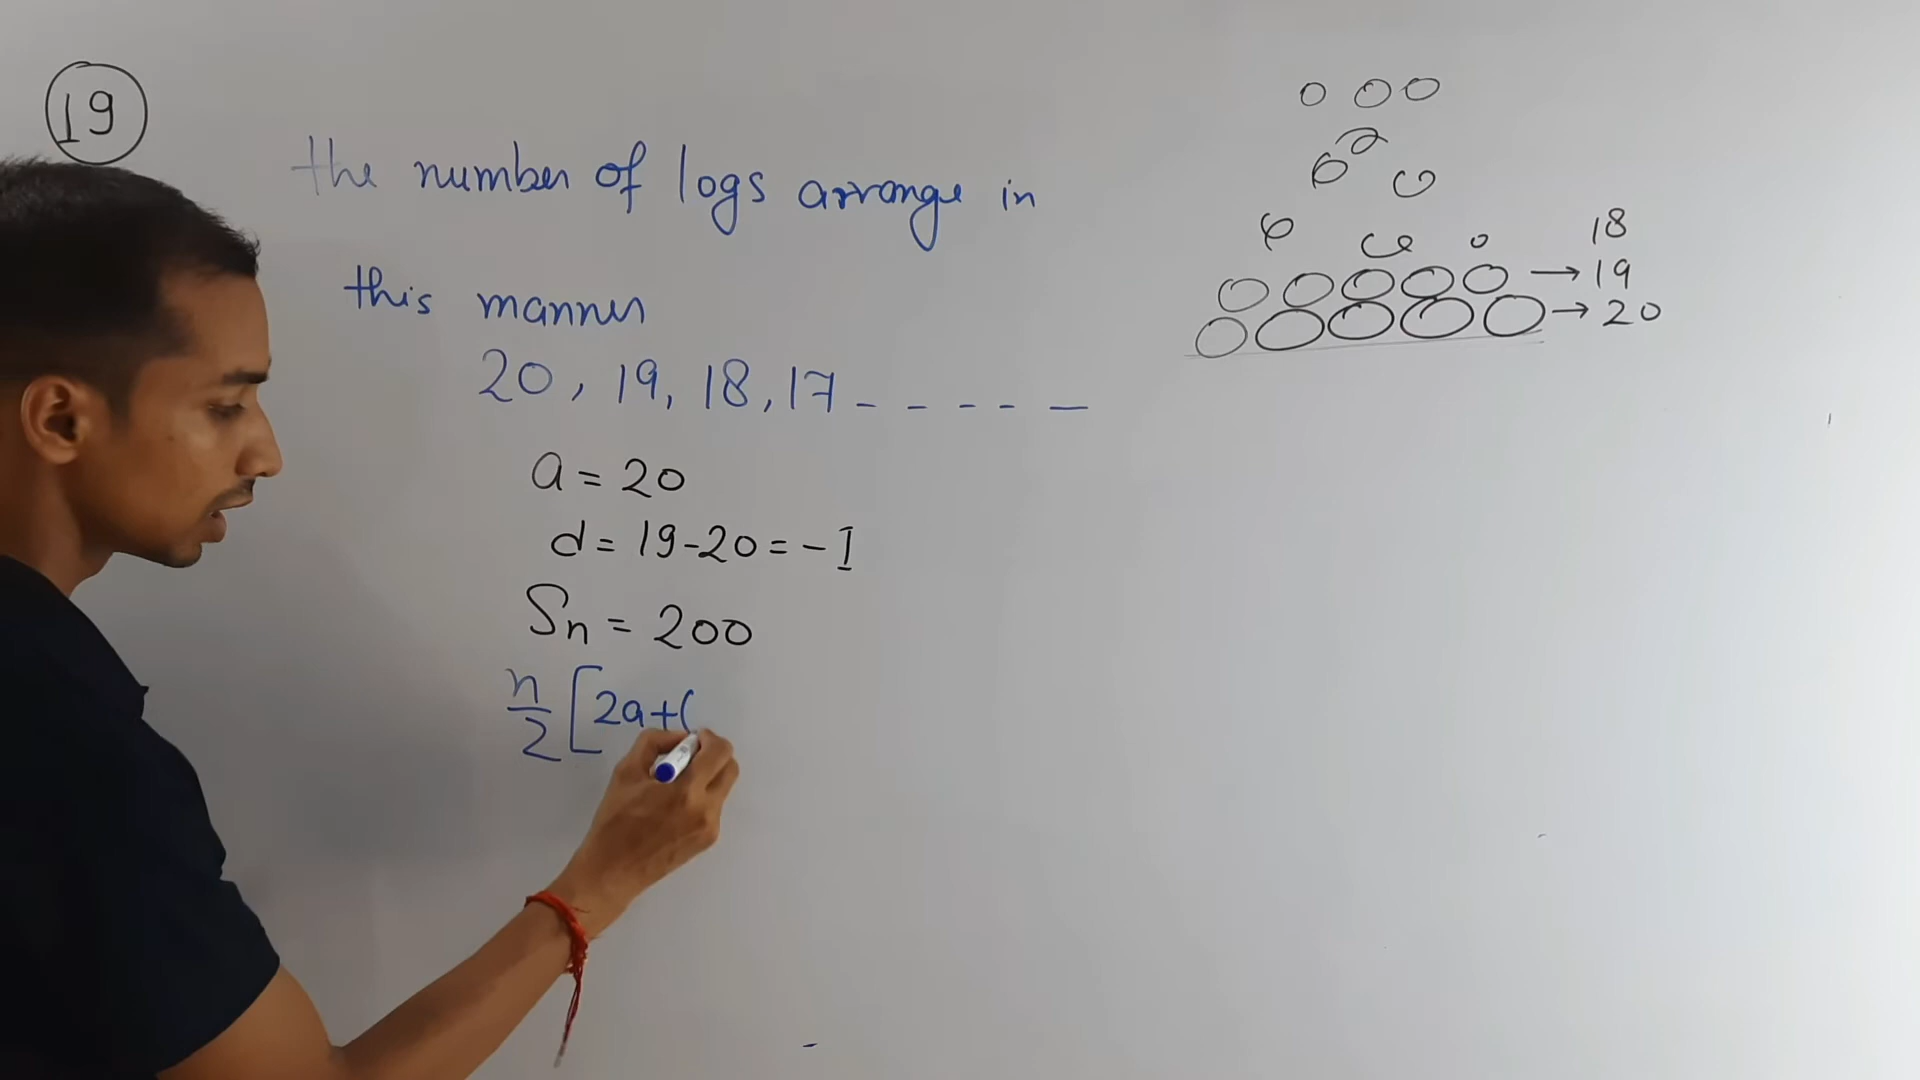 19
the number of logs arrange in
this manner
20, 19, 18, 17 - - - - -
a = 20
d = 19-20 = -1
Sn = 200
n/2 [2a+(
18
→ 19
→ 20